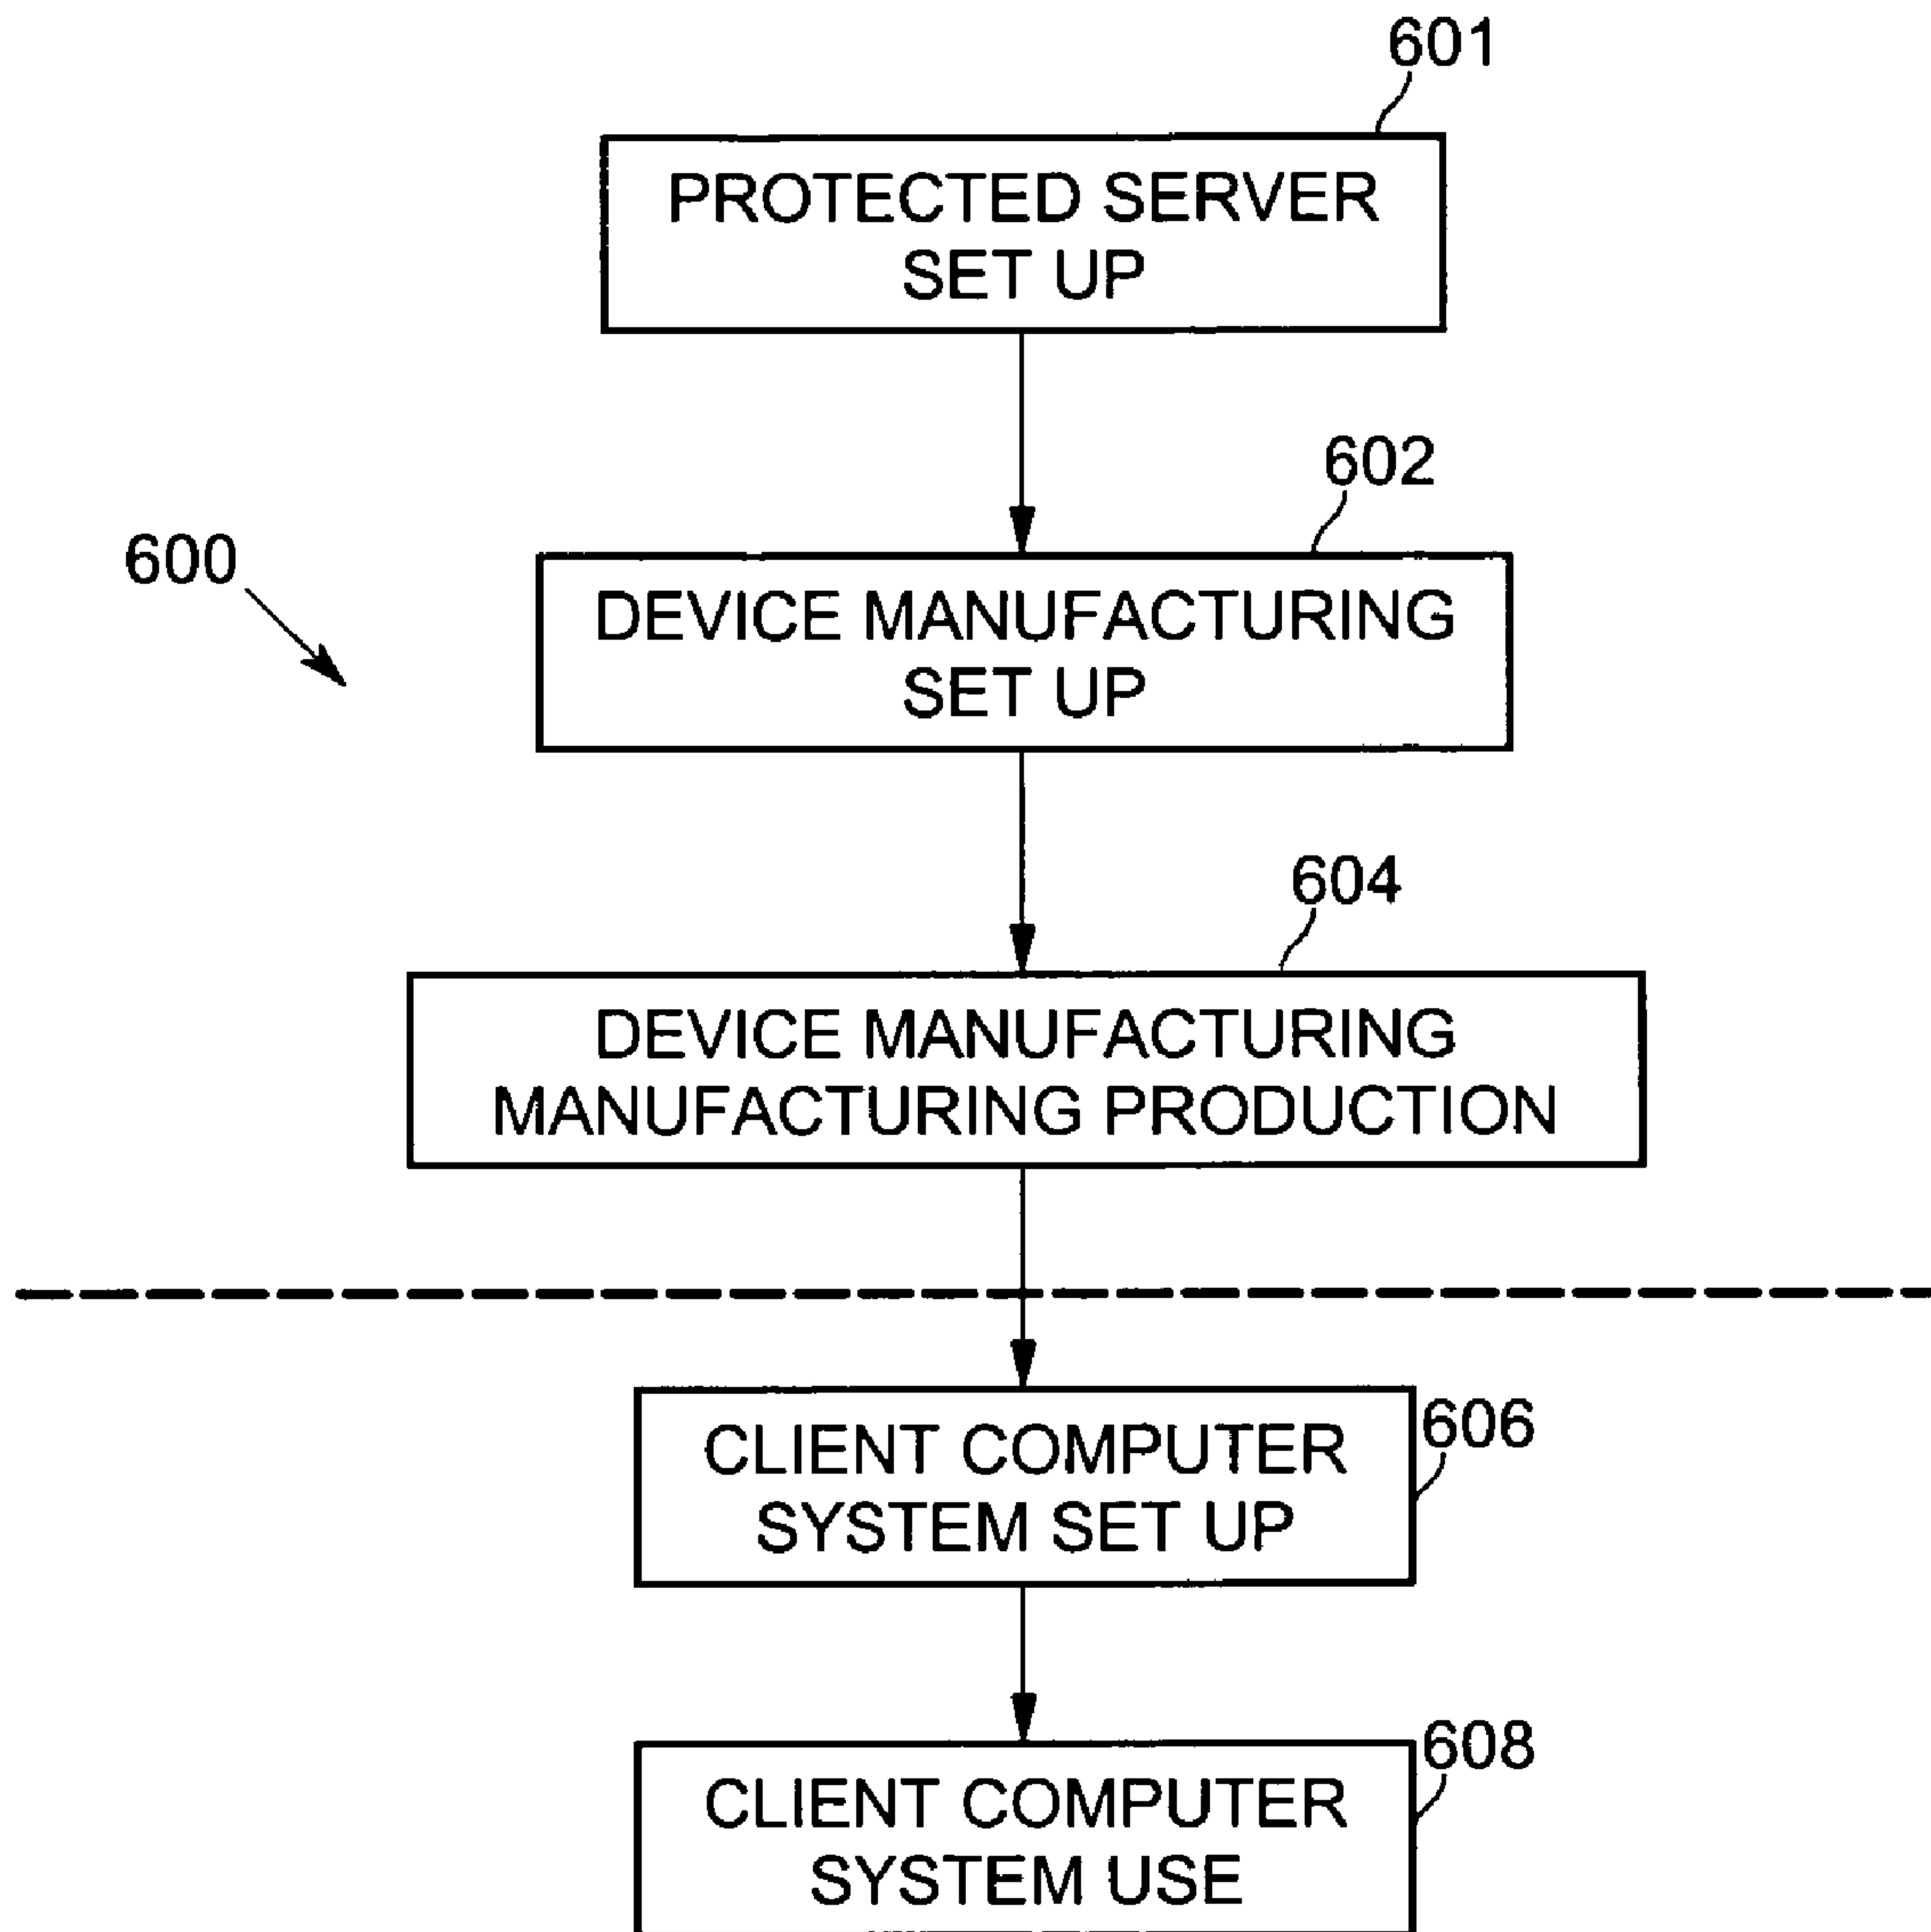 601
PROTECTED SERVER
SET UP
602
600
DEVICE MANUFACTURING
SET UP
604
DEVICE MANUFACTURING
MANUFACTURING PRODUCTION
606
CLIENT COMPUTER
SYSTEM SET UP
608
CLIENT COMPUTER
SYSTEM USE